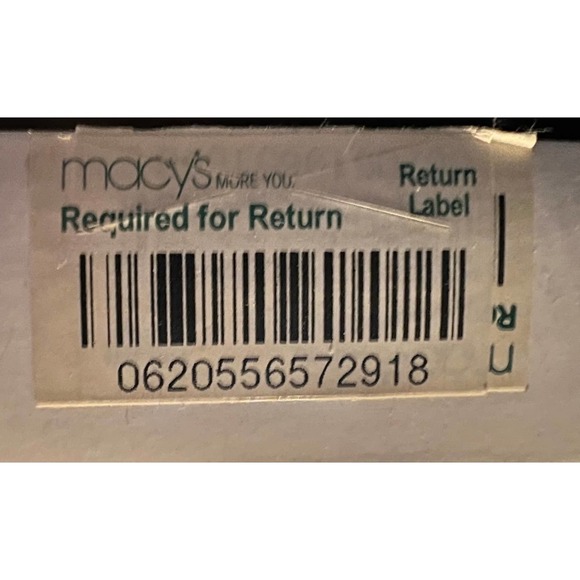 macy's MORE YOU.
Return
Label
Required for Return
0620556572918